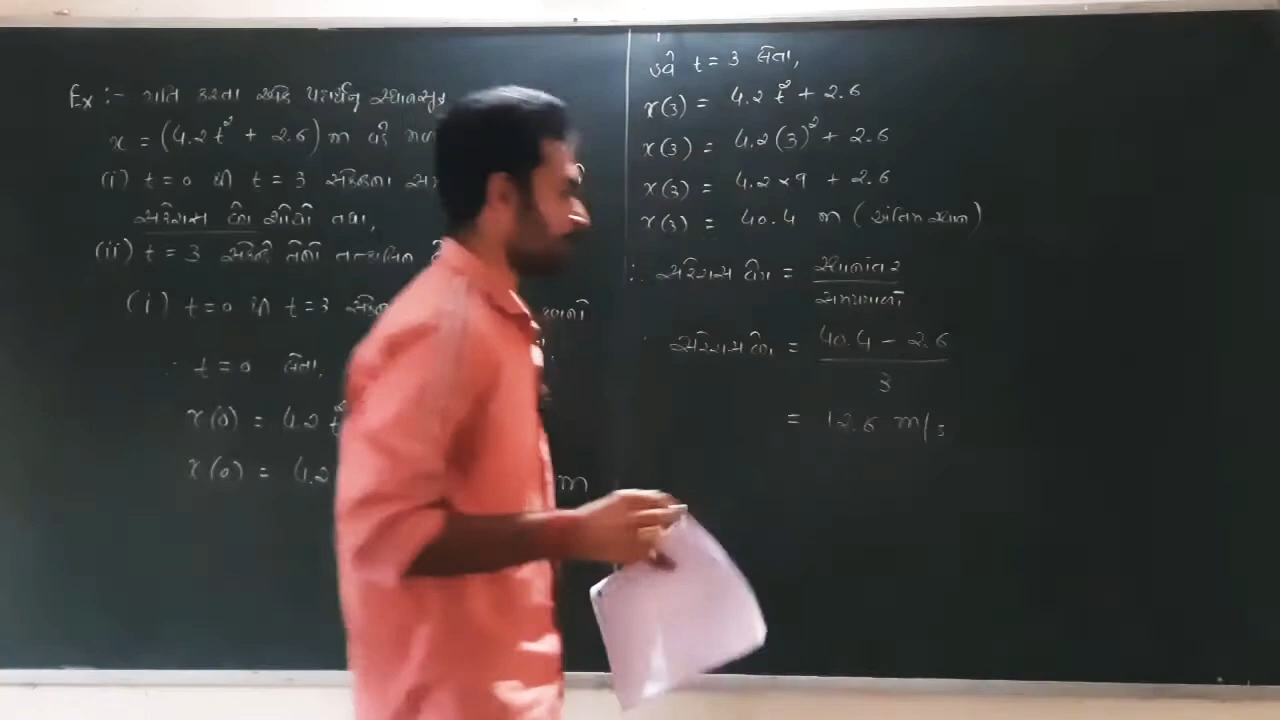 Ex :- ગતિ કરતા કોઈ પદાર્થનું સ્થાનસૂત્ર
x = (4.2 t² + 2.6) m વડે
(i) t = 0 થી t = 3 સેકન્ડના
સરેરાશ વેગ શોધો તથા,
(ii) t = 3 સેકન્ડે તેનો તત્કાલિન
(i) t = 0 થી t = 3
∴ t = 0 લેતા,
x(0) = 4.2 t²
x(0) = 4.2 m
હવે t = 3 લેતા,
x(3) = 4.2 t² + 2.6
x(3) = 4.2 (3)² + 2.6
x(3) = 4.2 × 9 + 2.6
x(3) = 40.4 m (અંતિમ સ્થાન)
∴ સરેરાશ વેગ = સ્થાનાંતર
સમયગાળો
∴ સરેરાશ વેગ = 40.4 - 2.6
3
= 12.6 m/s